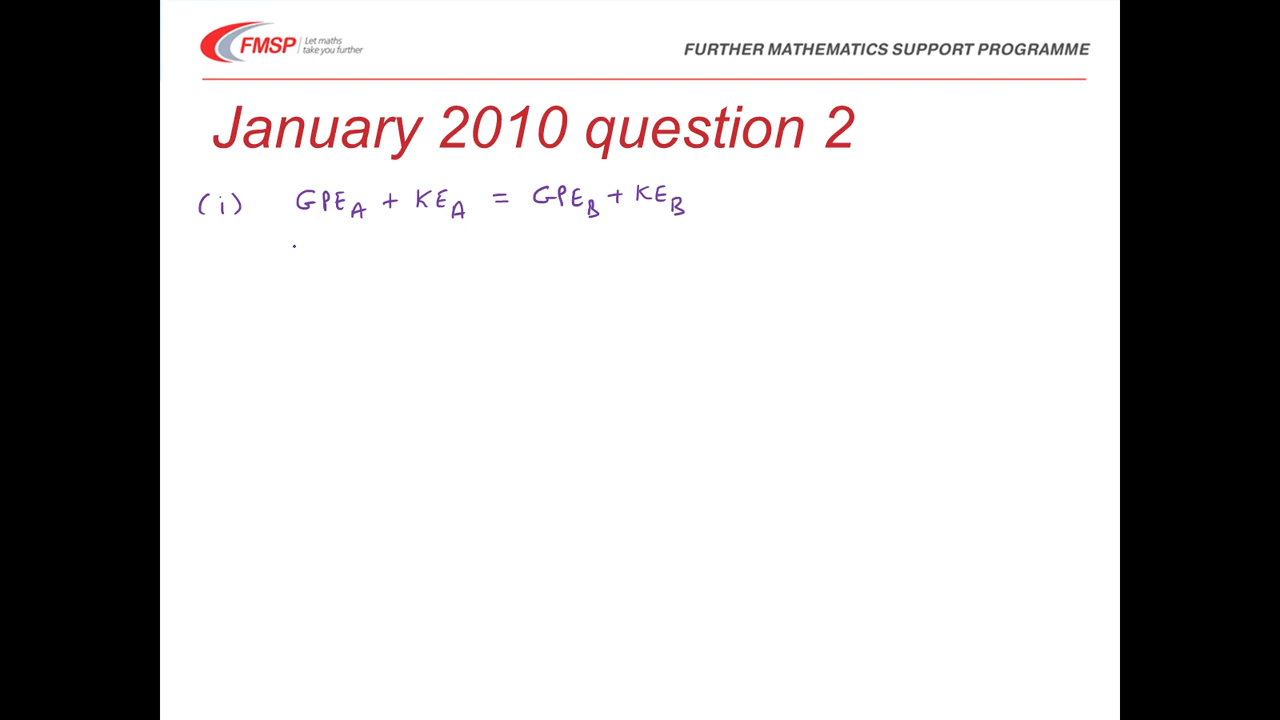 FMSP Let maths
take you further
FURTHER MATHEMATICS SUPPORT PROGRAMME
January 2010 question 2
(i) GPE_A + KE_A = GPE_B + KE_B